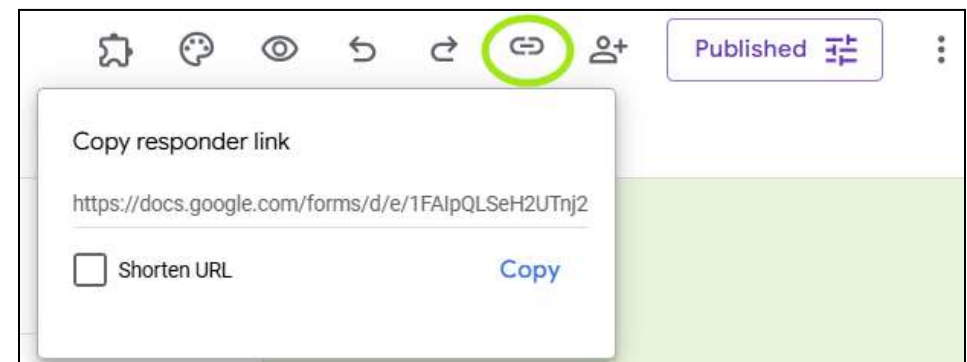 Published
Copy responder link
https://docs.google.com/forms/d/e/1FAIpQLSeH2UTnj2
Shorten URL
Copy